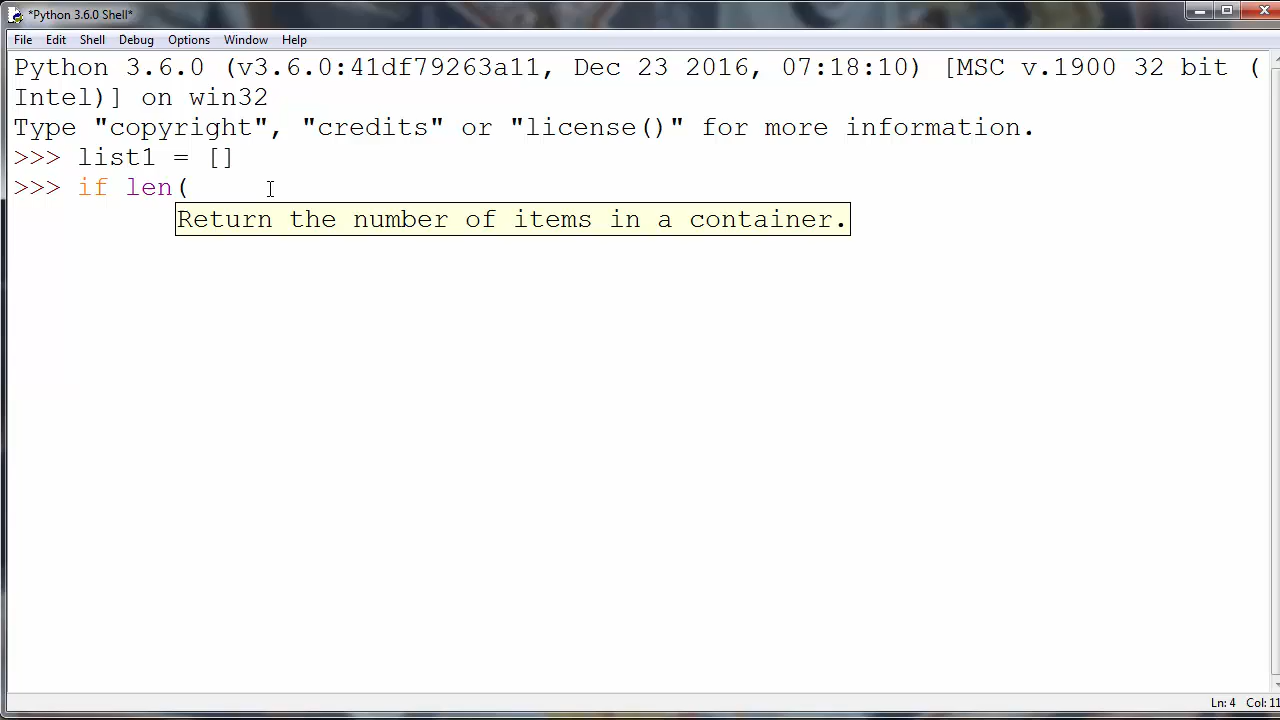 *Python 3.6.0 Shell*
File Edit Shell Debug Options Window Help
Python 3.6.0 (v3.6.0:41df79263a11, Dec 23 2016, 07:18:10) [MSC v.1900 32 bit (
Intel)] on win32
Type "copyright", "credits" or "license()" for more information.
>>> list1 = []
>>> if len(
Return the number of items in a container.
Ln: 4 Col: 11